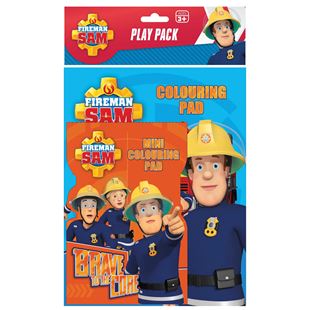 FIREMAN
SAM
PLAY PACK
3+
FIREMAN
SAM
COLOURING
PAD
FIREMAN
SAM
MINI
COLOURING
PAD
BRAVE
TO THE
CORE